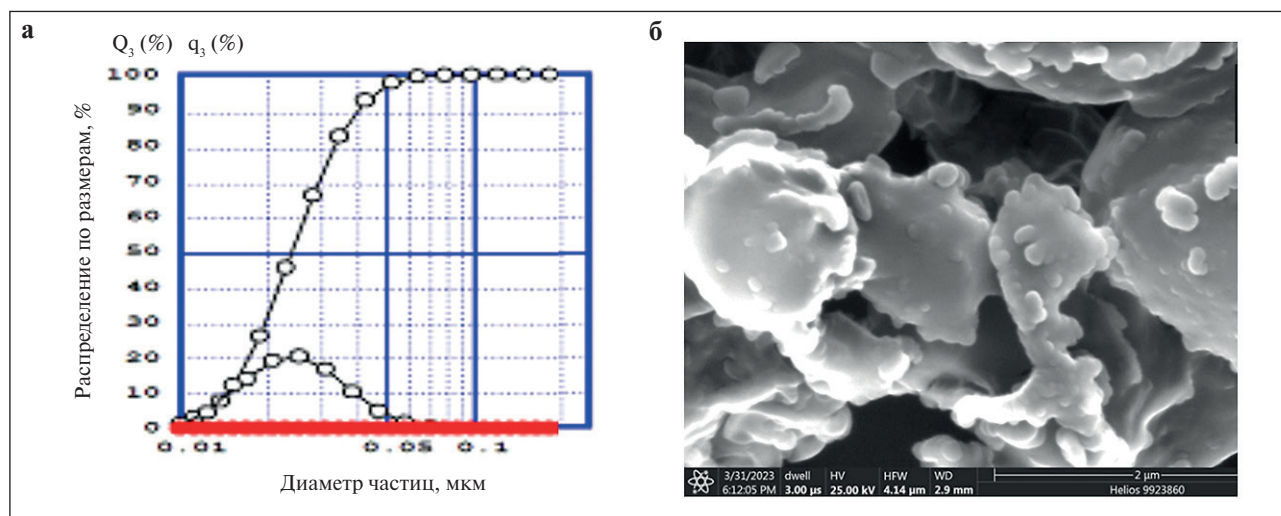 а
Q₃ (%) q₃ (%)
Распределение по размерам, %
100
90
80
70
60
50
40
30
20
10
0
0.01
0.05
0.1
Диаметр частиц, мкм
б
3/31/2023 dwell HV HFW WD
6:12:05 PM 3.00 µs 25.00 kV 4.14 µm 2.9 mm
2 µm
Helios 9923860